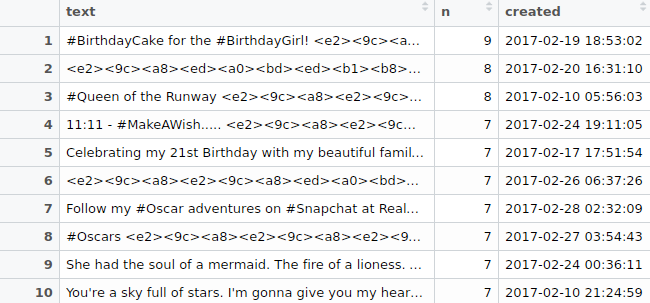 text n created
1 #BirthdayCake for the #BirthdayGirl! <e2><9c><a... 9 2017-02-19 18:53:02
2 <e2><9c><a8><ed><a0><bd><ed><b1><b8>... 8 2017-02-20 16:31:10
3 #Queen of the Runway <e2><9c><a8><e2><9c>... 8 2017-02-10 05:56:03
4 11:11 - #MakeAWish..... <e2><9c><a8><e2><9c... 7 2017-02-24 19:11:05
5 Celebrating my 21st Birthday with my beautiful famil... 7 2017-02-17 17:51:54
6 <e2><9c><a8><e2><9c><a8><ed><a0><bd>... 7 2017-02-26 06:37:26
7 Follow my #Oscar adventures on #Snapchat at Real... 7 2017-02-28 02:32:09
8 #Oscars <e2><9c><a8><e2><9c><a8><e2><9... 7 2017-02-27 03:54:43
9 She had the soul of a mermaid. The fire of a lioness. ... 7 2017-02-24 00:36:11
10 You're a sky full of stars. I'm gonna give you my hear... 7 2017-02-10 21:24:59